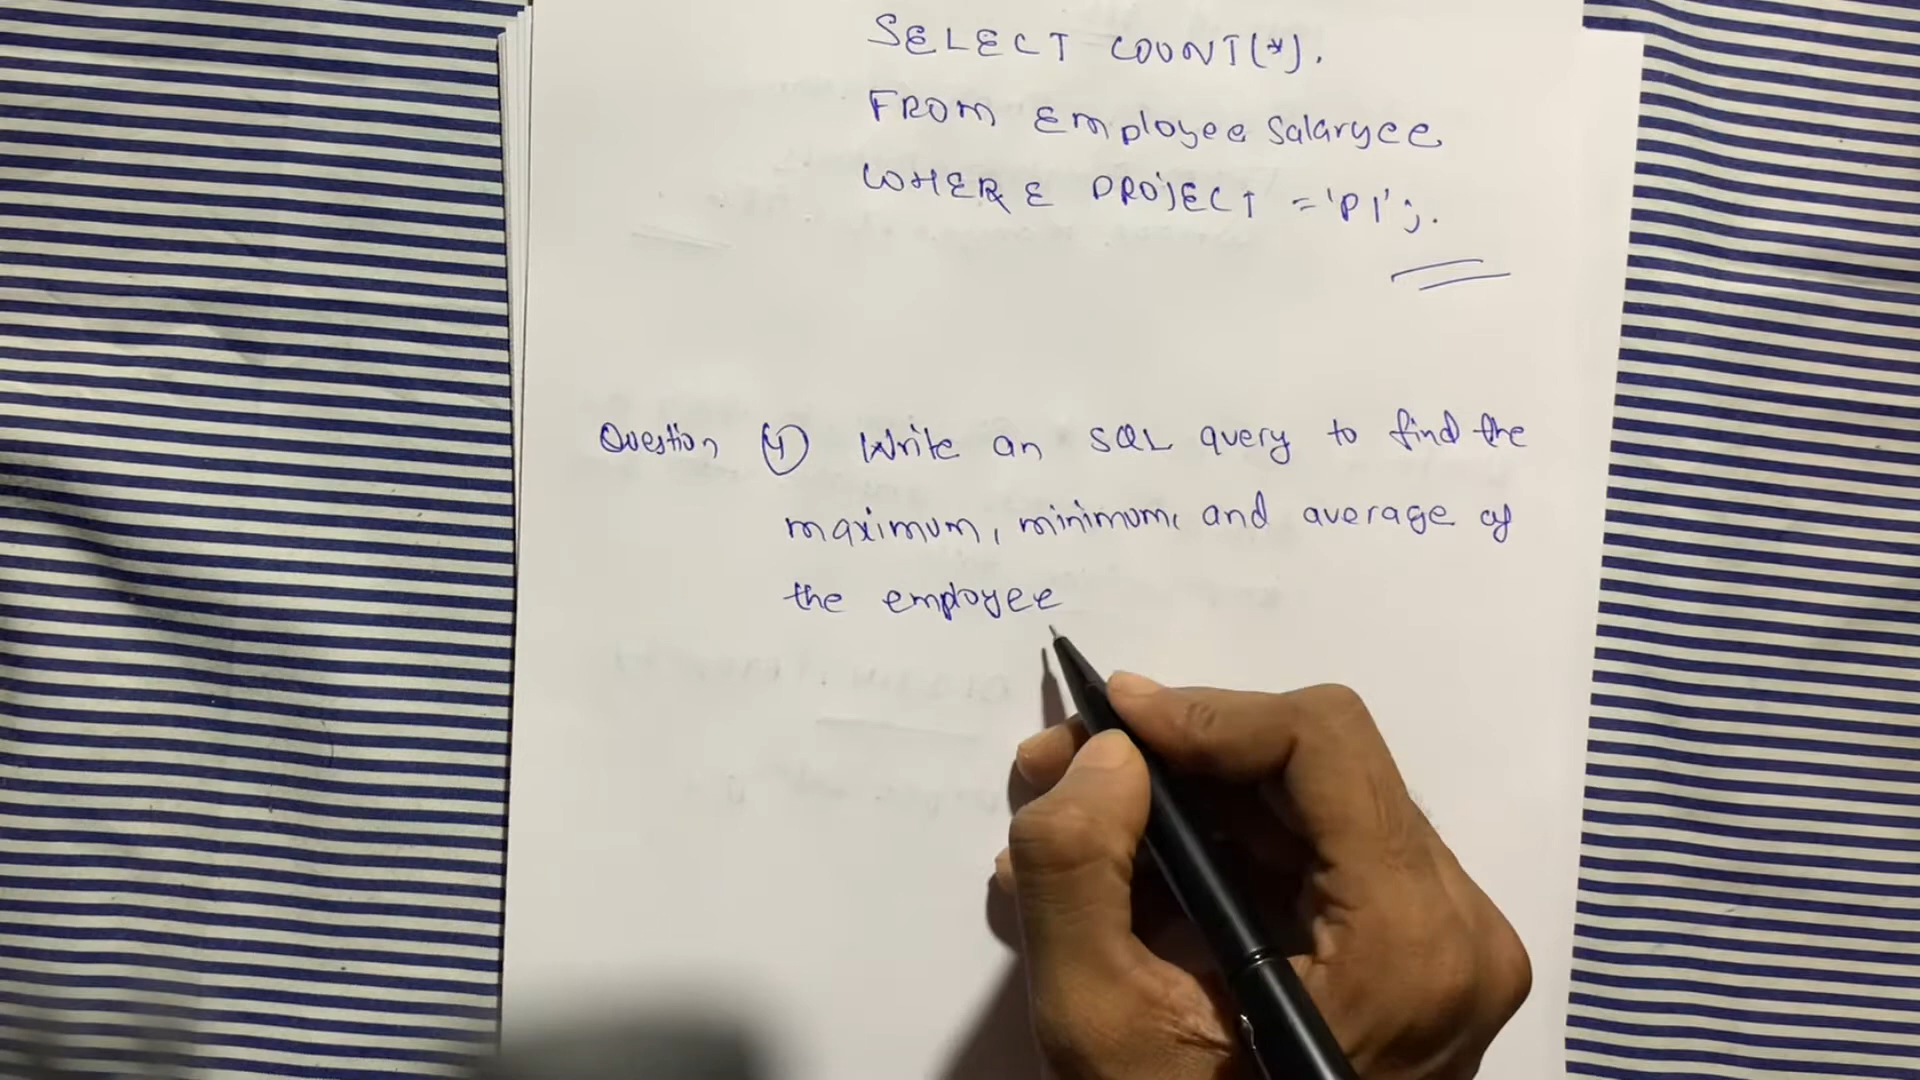 SELECT COUNT(*).
FROM Employee Salaryee
WHERE PROJECT ='P1';.
Question (4) Write an SQL query to find the
maximum, minimum, and average of
the employee